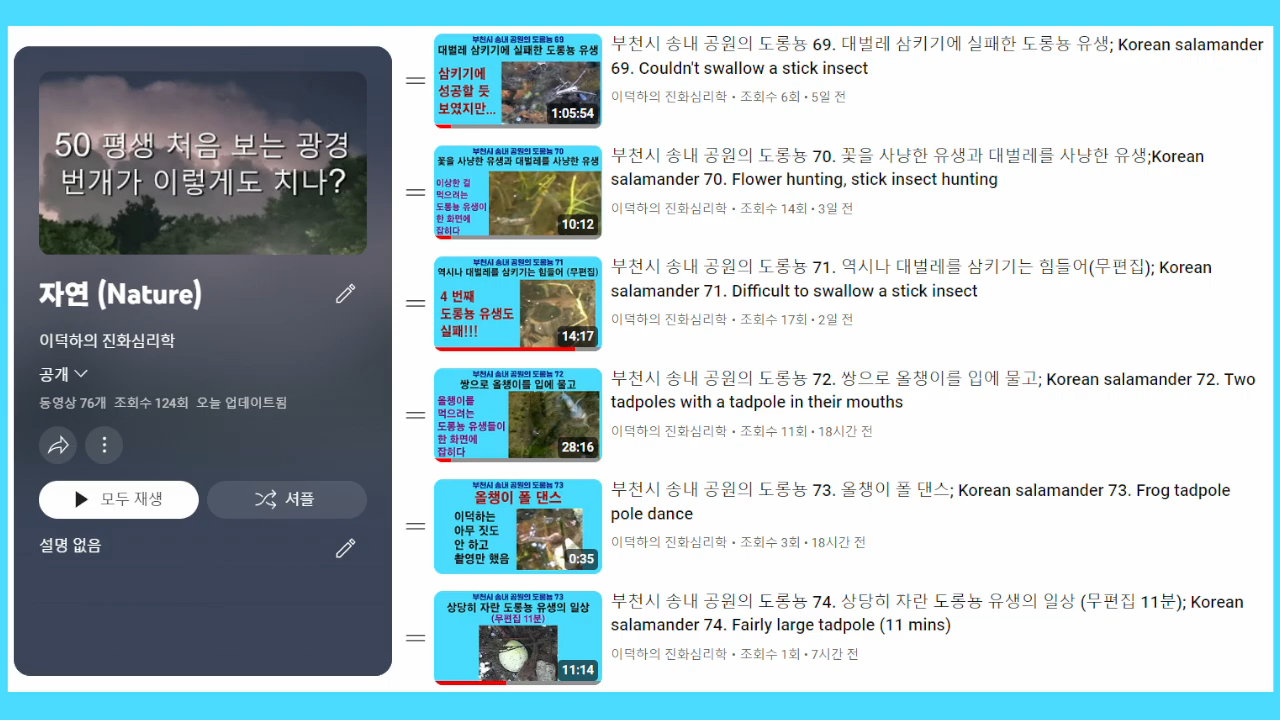 50 평생 처음 보는 광경
번개가 이렇게도 치나?
자연 (Nature)
이덕하의 진화심리학
공개
동영상 76개 조회수 124회 오늘 업데이트됨
모두 재생
셔플
설명 없음
부천시 송내 공원의 도롱뇽 69
대벌레 삼키기에 실패한 도롱뇽 유생
삼키기에
성공할 듯
보였지만...
1:05:54
부천시 송내 공원의 도롱뇽 69. 대벌레 삼키기에 실패한 도롱뇽 유생; Korean salamander
69. Couldn't swallow a stick insect
이덕하의 진화심리학 • 조회수 6회 • 5일 전
부천시 송내 공원의 도롱뇽 70
꽃을 사냥한 유생과 대벌레를 사냥한 유생
이상한 걸
먹으려는
도롱뇽 유생이
한 화면에
잡히다
10:12
부천시 송내 공원의 도롱뇽 70. 꽃을 사냥한 유생과 대벌레를 사냥한 유생;Korean
salamander 70. Flower hunting, stick insect hunting
이덕하의 진화심리학 • 조회수 14회 • 3일 전
부천시 송내 공원의 도롱뇽 71
역시나 대벌레를 삼키기는 힘들어 (무편집)
4 번째
도롱뇽 유생도
실패!!!
14:17
부천시 송내 공원의 도롱뇽 71. 역시나 대벌레를 삼키기는 힘들어(무편집); Korean
salamander 71. Difficult to swallow a stick insect
이덕하의 진화심리학 • 조회수 17회 • 2일 전
부천시 송내 공원의 도롱뇽 72
쌍으로 올챙이를 입에 물고
올챙이를
먹으려는
도롱뇽 유생들이
한 화면에
잡히다
28:16
부천시 송내 공원의 도롱뇽 72. 쌍으로 올챙이를 입에 물고; Korean salamander 72. Two
tadpoles with a tadpole in their mouths
이덕하의 진화심리학 • 조회수 11회 • 18시간 전
부천시 송내 공원의 도롱뇽 73
올챙이 폴 댄스
이덕하는
아무 짓도
안 하고
촬영만 했음
0:35
부천시 송내 공원의 도롱뇽 73. 올챙이 폴 댄스; Korean salamander 73. Frog tadpole
pole dance
이덕하의 진화심리학 • 조회수 3회 • 18시간 전
부천시 송내 공원의 도롱뇽 73
상당히 자란 도롱뇽 유생의 일상
(무편집 11분)
11:14
부천시 송내 공원의 도롱뇽 74. 상당히 자란 도롱뇽 유생의 일상 (무편집 11분); Korean
salamander 74. Fairly large tadpole (11 mins)
이덕하의 진화심리학 • 조회수 1회 • 7시간 전